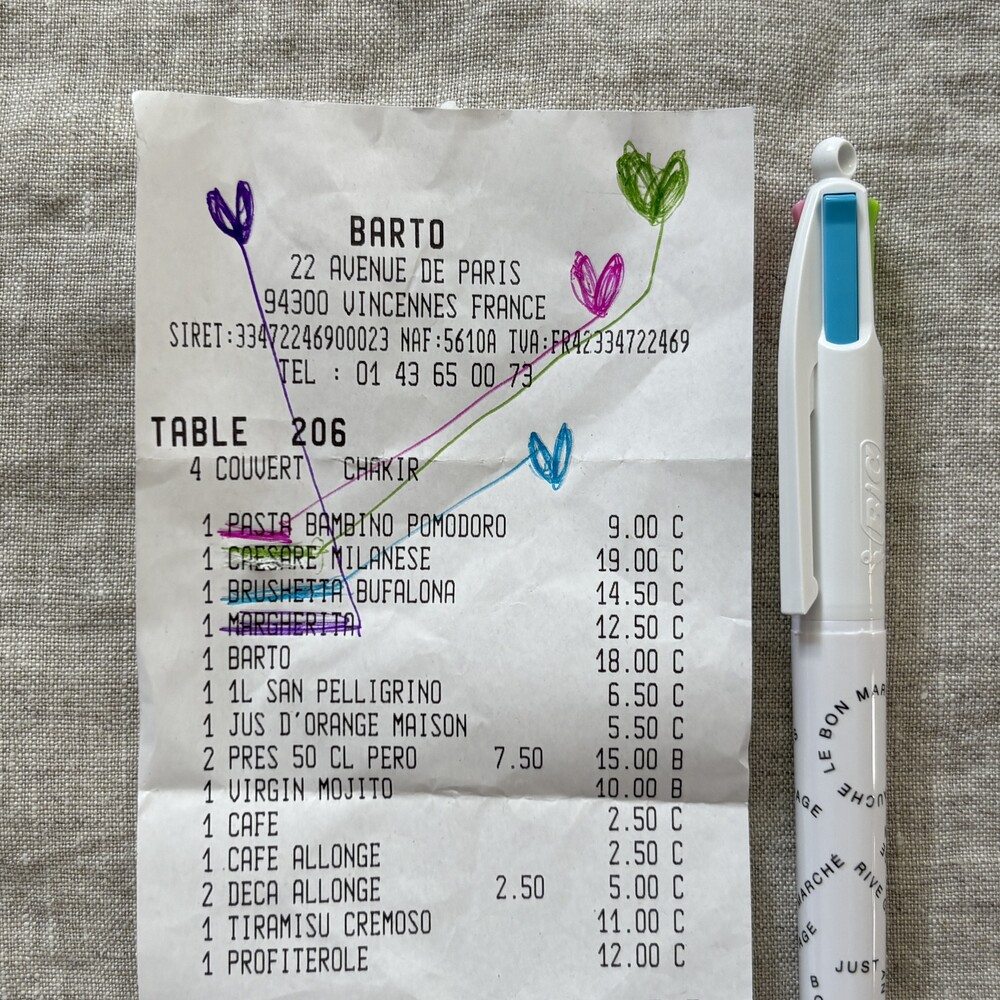 BARTO
22 AVENUE DE PARIS
94300 VINCENNES FRANCE
SIRET:33472246900023 NAF:5610A IVA:FR42334722469
TEL : 01 43 65 00 73
TABLE 206
4 COUVERT CHAKIR
1 PASTA BAMBINO POMODORO 9.00 C
1 CAESARE MILANESE 19.00 C
1 BRUSHETTA BUFALONA 14.50 C
1 MARGHERITA 12.50 C
1 BARTO 18.00 C
1 1L SAN PELLIGRINO 6.50 C
1 JUS D'ORANGE MAISON 5.50 C
2 PRES 50 CL PERO 7.50 15.00 B
1 VIRGIN MOJITO 10.00 B
1 CAFE 2.50 C
1 CAFE ALLONGE 2.50 C
2 DECA ALLONGE 2.50 5.00 C
1 TIRAMISU CREMOSO 11.00 C
1 PROFITEROLE 12.00 C
LE BON MAR
MARCHÉ RIVE
JUST